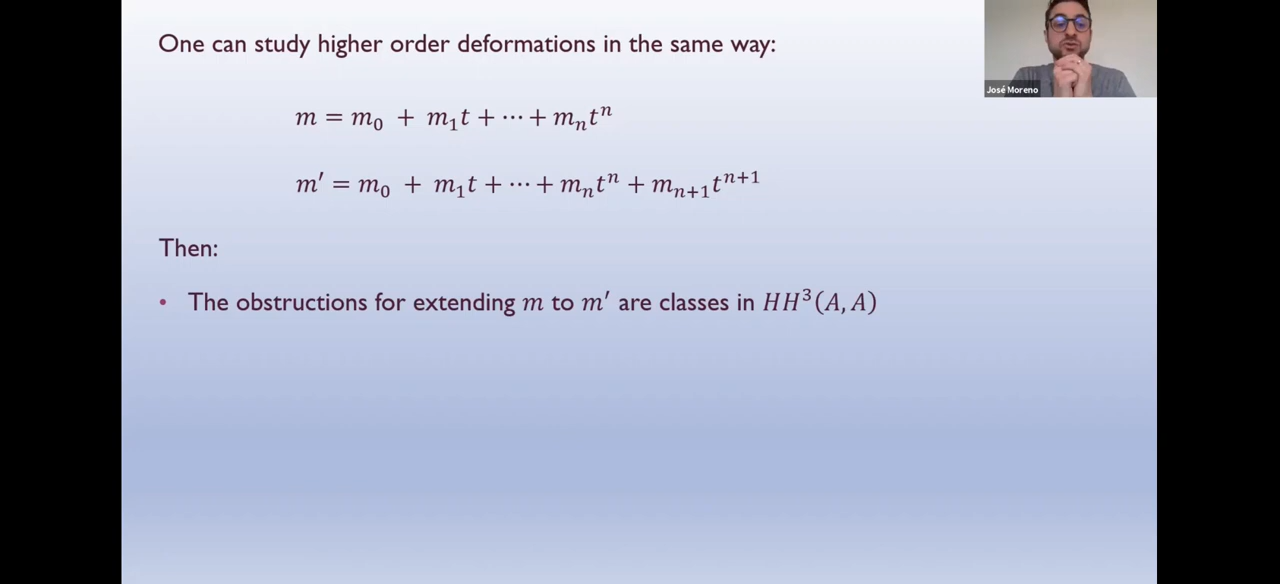 One can study higher order deformations in the same way:
José Moreno
m = m₀ + m₁t + ⋯ + mₙtⁿ
m′ = m₀ + m₁t + ⋯ + mₙtⁿ + mₙ₊₁tⁿ⁺¹
Then:
• The obstructions for extending m to m′ are classes in HH³(A, A)